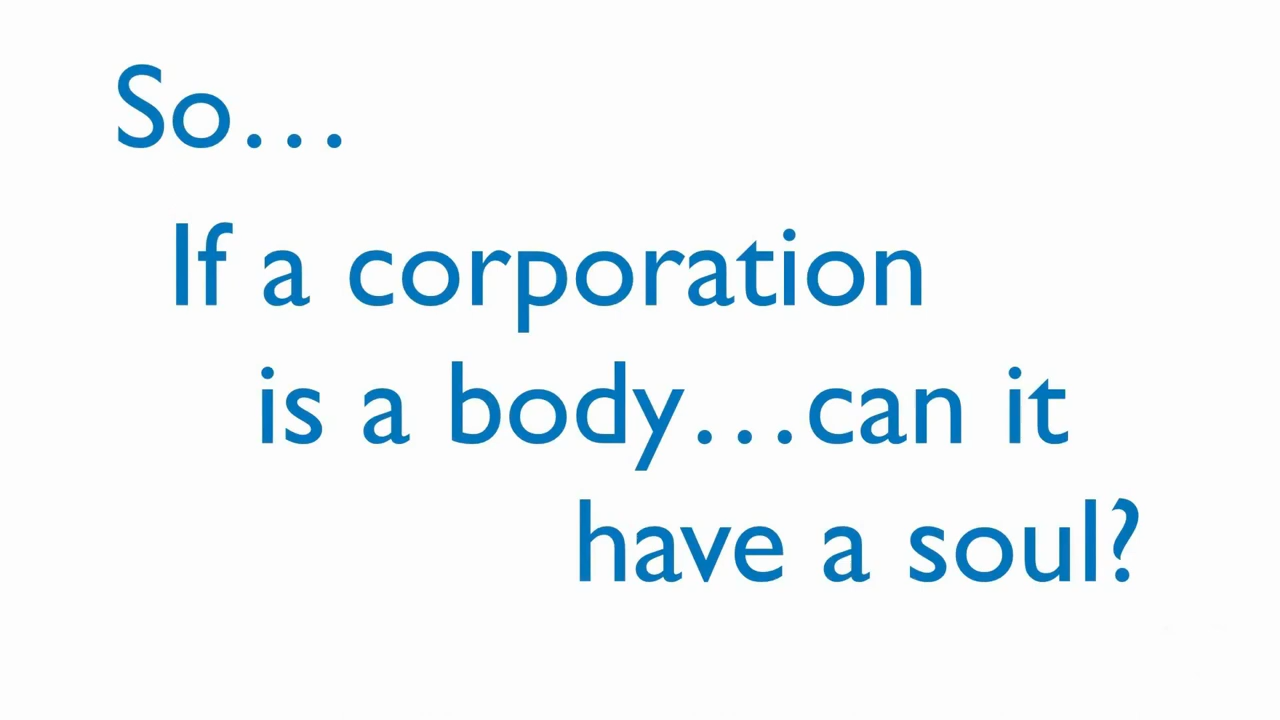 So…
If a corporation
is a body…can it
have a soul?